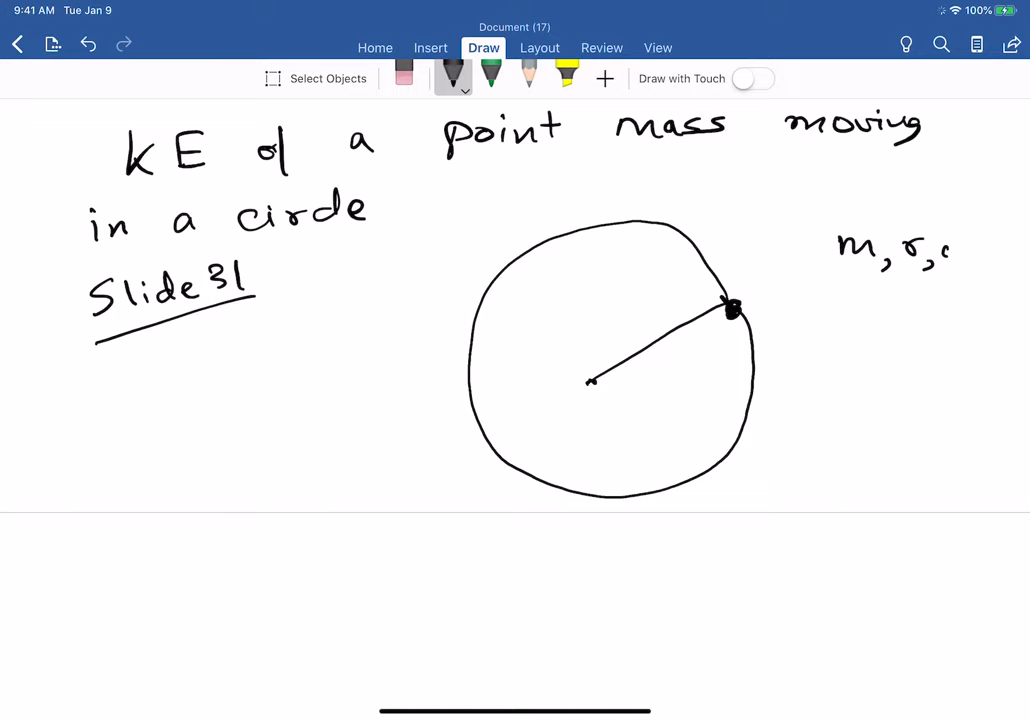 9:41 AM Tue Jan 9
100%
Document (17)
Home Insert Draw Layout Review View
Select Objects
Draw with Touch
KE of a point mass moving
in a circle
Slide 31
m, r,